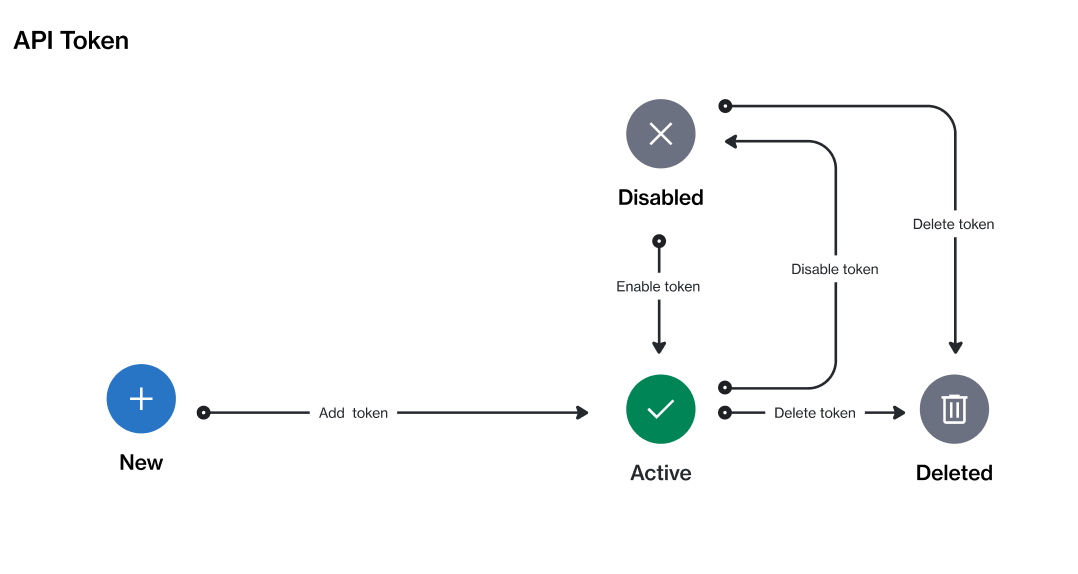 API Token
Disabled
Delete token
Disable token
Enable token
Add  token
Delete token
New
Active
Deleted